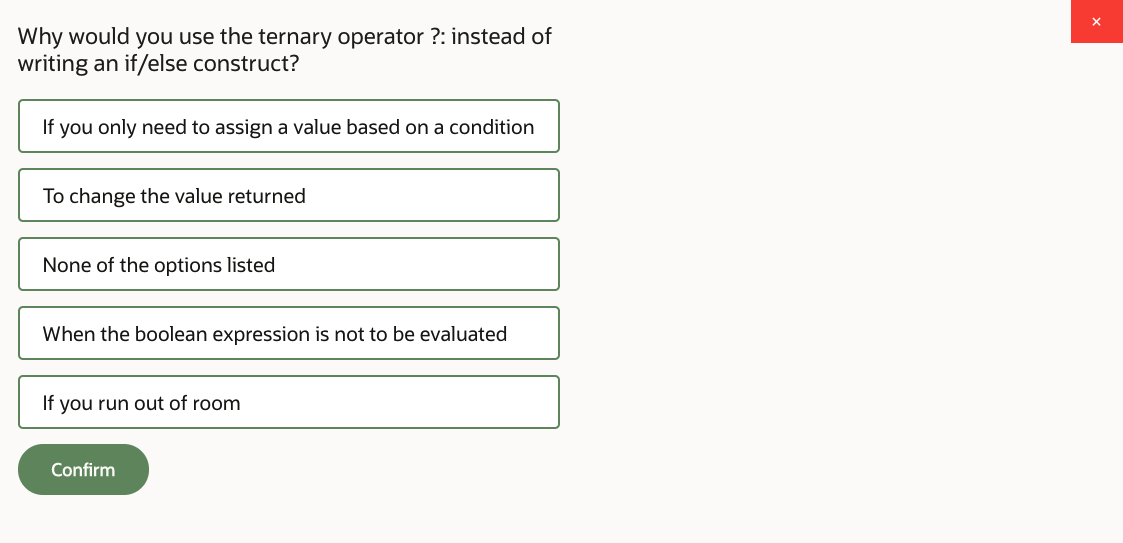 Why would you use the ternary operator ?: instead of
writing an if/else construct?
×
If you only need to assign a value based on a condition
To change the value returned
None of the options listed
When the boolean expression is not to be evaluated
If you run out of room
Confirm